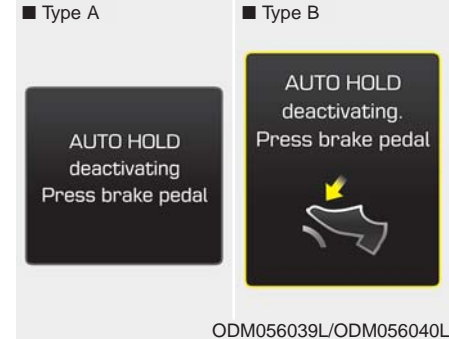 ■ Type A
■ Type B
AUTO HOLD
deactivating
Press brake pedal
AUTO HOLD
deactivating.
Press brake pedal
ODM056039L/ODM056040L